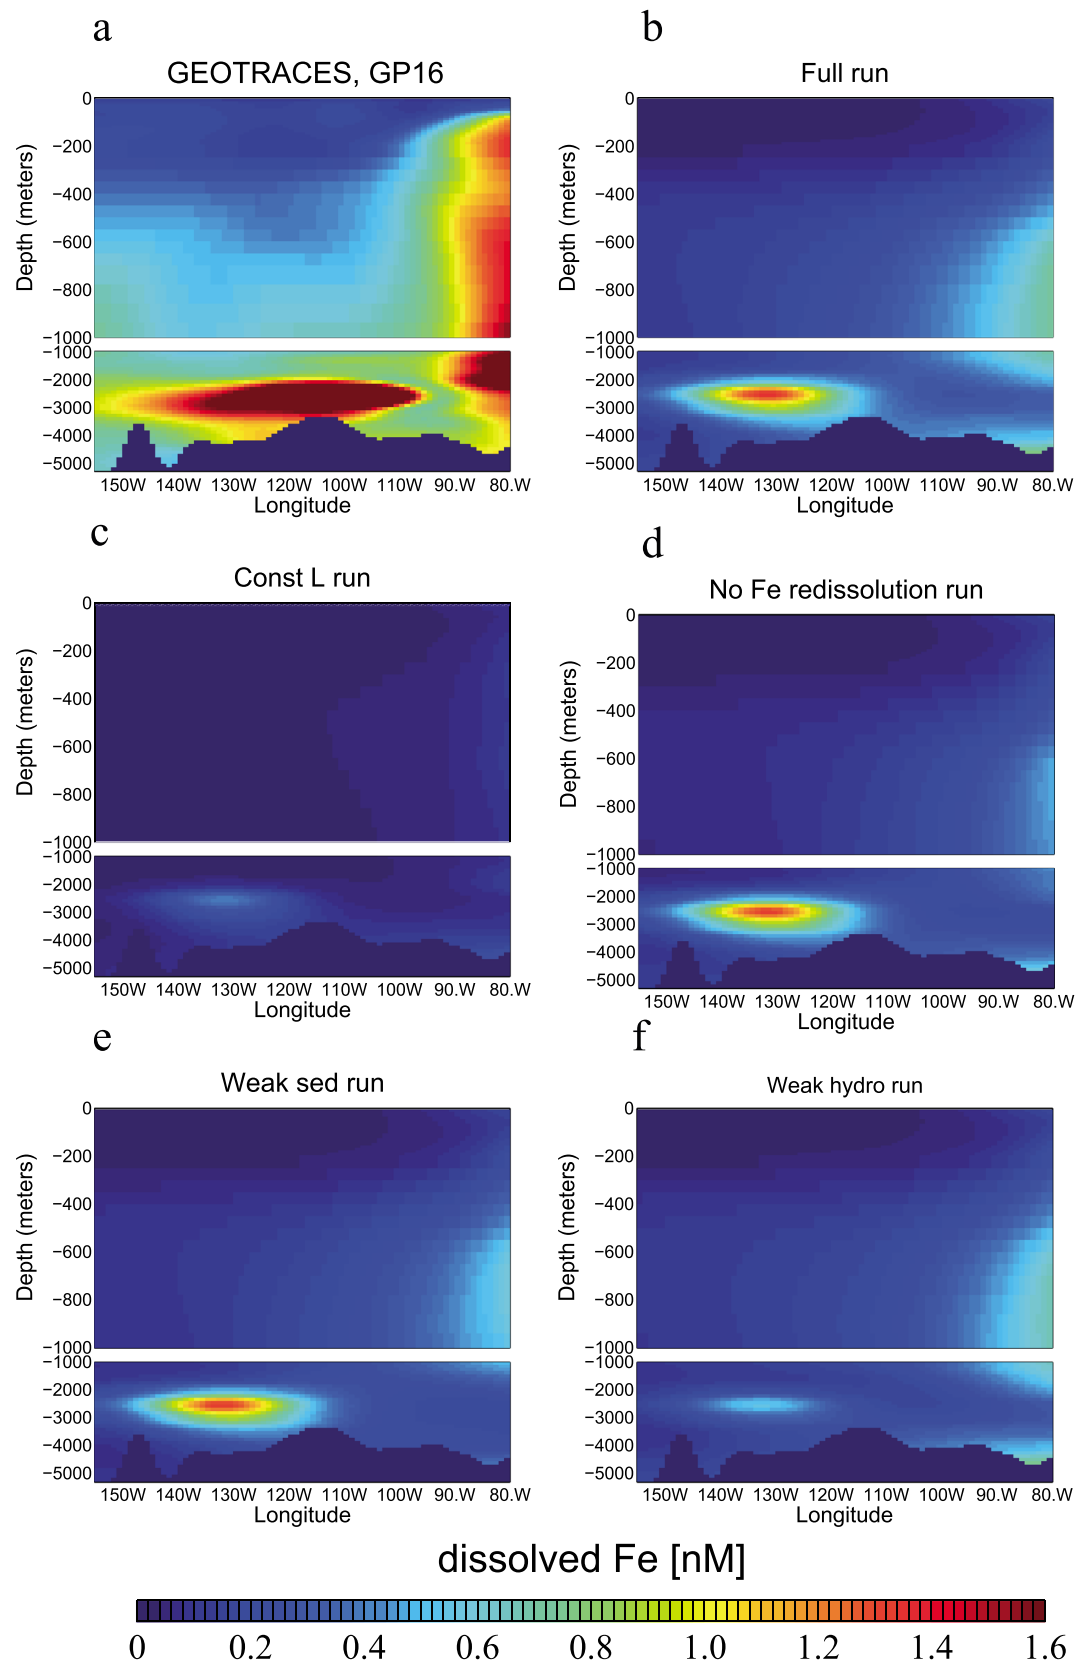 a
GEOTRACES, GP16
0
−200
−400
−600
−800
−1000
−1000
−2000
−3000
−4000
−5000
Depth (meters)
150W 140W 130W 120W 100W 110W 90.W 80.W
Longitude
b
Full run
0
−200
−400
−600
−800
−1000
−1000
−2000
−3000
−4000
−5000
Depth (meters)
150W 140W 130W 120W 100W 110W 90.W 80.W
Longitude
c
Const L run
0
−200
−400
−600
−800
−1000
−1000
−2000
−3000
−4000
−5000
Depth (meters)
150W 140W 130W 120W 110W 100W 90.W 80.W
Longitude
d
No Fe redissolution run
0
−200
−400
−600
−800
−1000
−1000
−2000
−3000
−4000
−5000
Depth (meters)
150W 140W 130W 120W 110W 100W 90.W 80.W
Longitude
e
Weak sed run
0
−200
−400
−600
−800
−1000
−1000
−2000
−3000
−4000
−5000
Depth (meters)
150W 140W 130W 120W 110W 100W 90.W 80.W
Longitude
f
Weak hydro run
0
−200
−400
−600
−800
−1000
−1000
−2000
−3000
−4000
−5000
Depth (meters)
150W 140W 130W 120W 110W 100W 90.W 80.W
Longitude
dissolved Fe [nM]
0 0.2 0.4 0.6 0.8 1.0 1.2 1.4 1.6